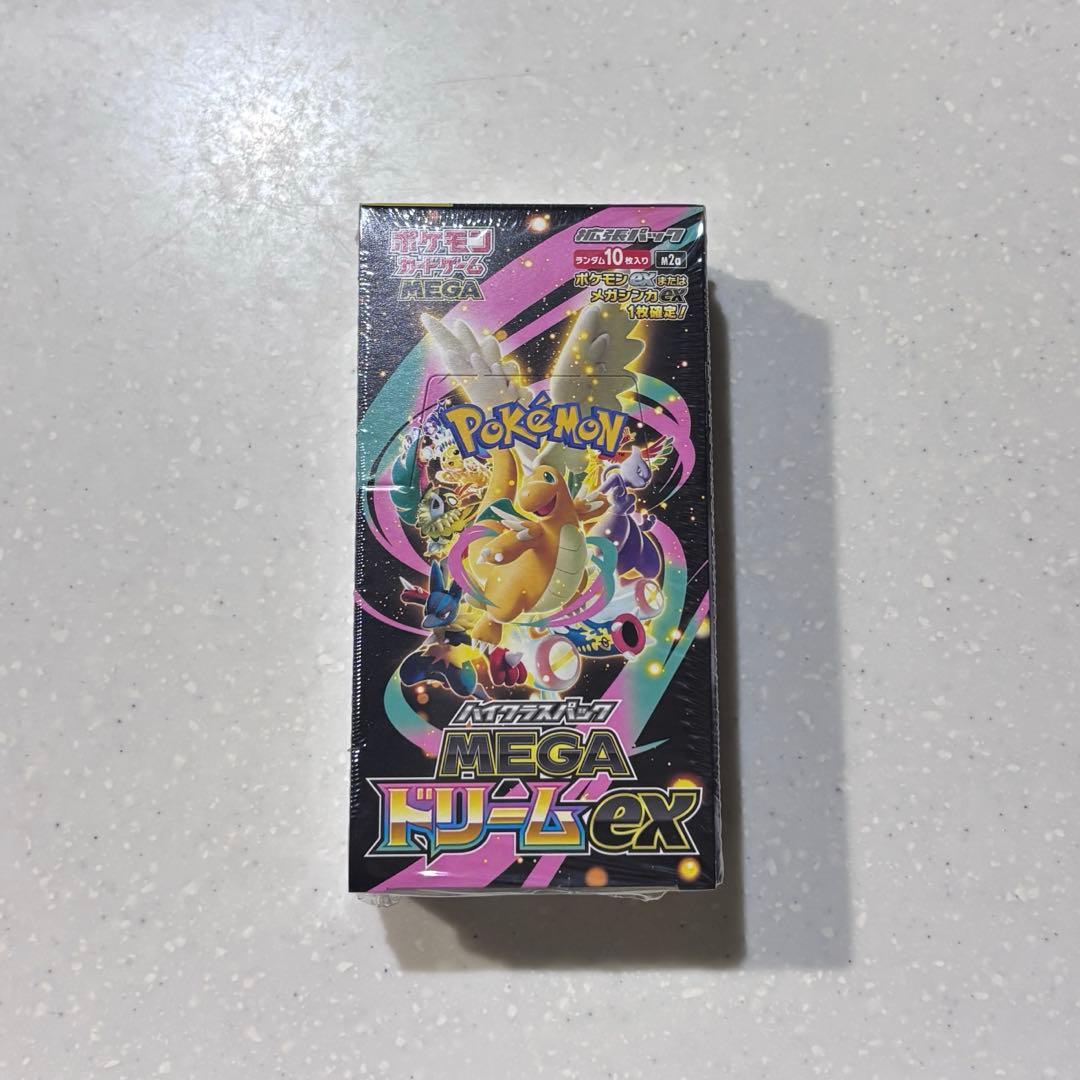 ポケモン
カードゲーム
MEGA
拡張パック
ランダム10枚入り M2a
ポケモンexまたは
メガシンカex
1枚確定!
POKéMON
ハイクラスパック
MEGA
ドリームex